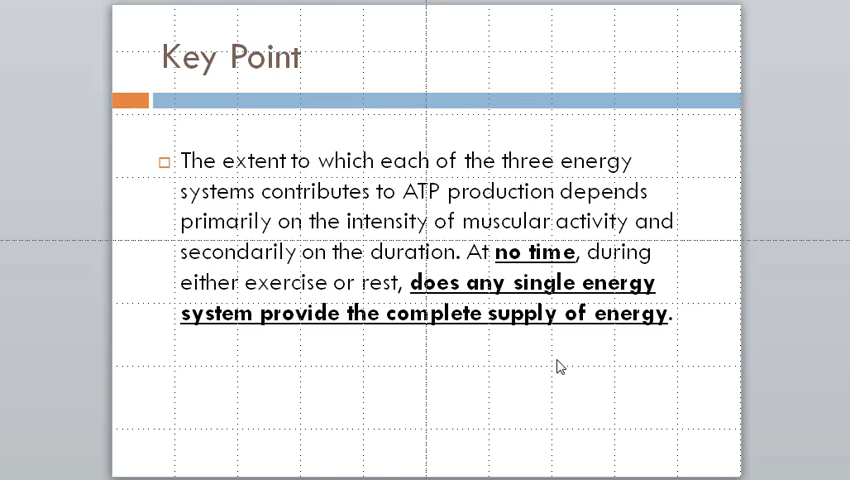 Key Point
The extent to which each of the three energy
systems contributes to ATP production depends
primarily on the intensity of muscular activity and
secondarily on the duration. At no time, during
either exercise or rest, does any single energy
system provide the complete supply of energy.